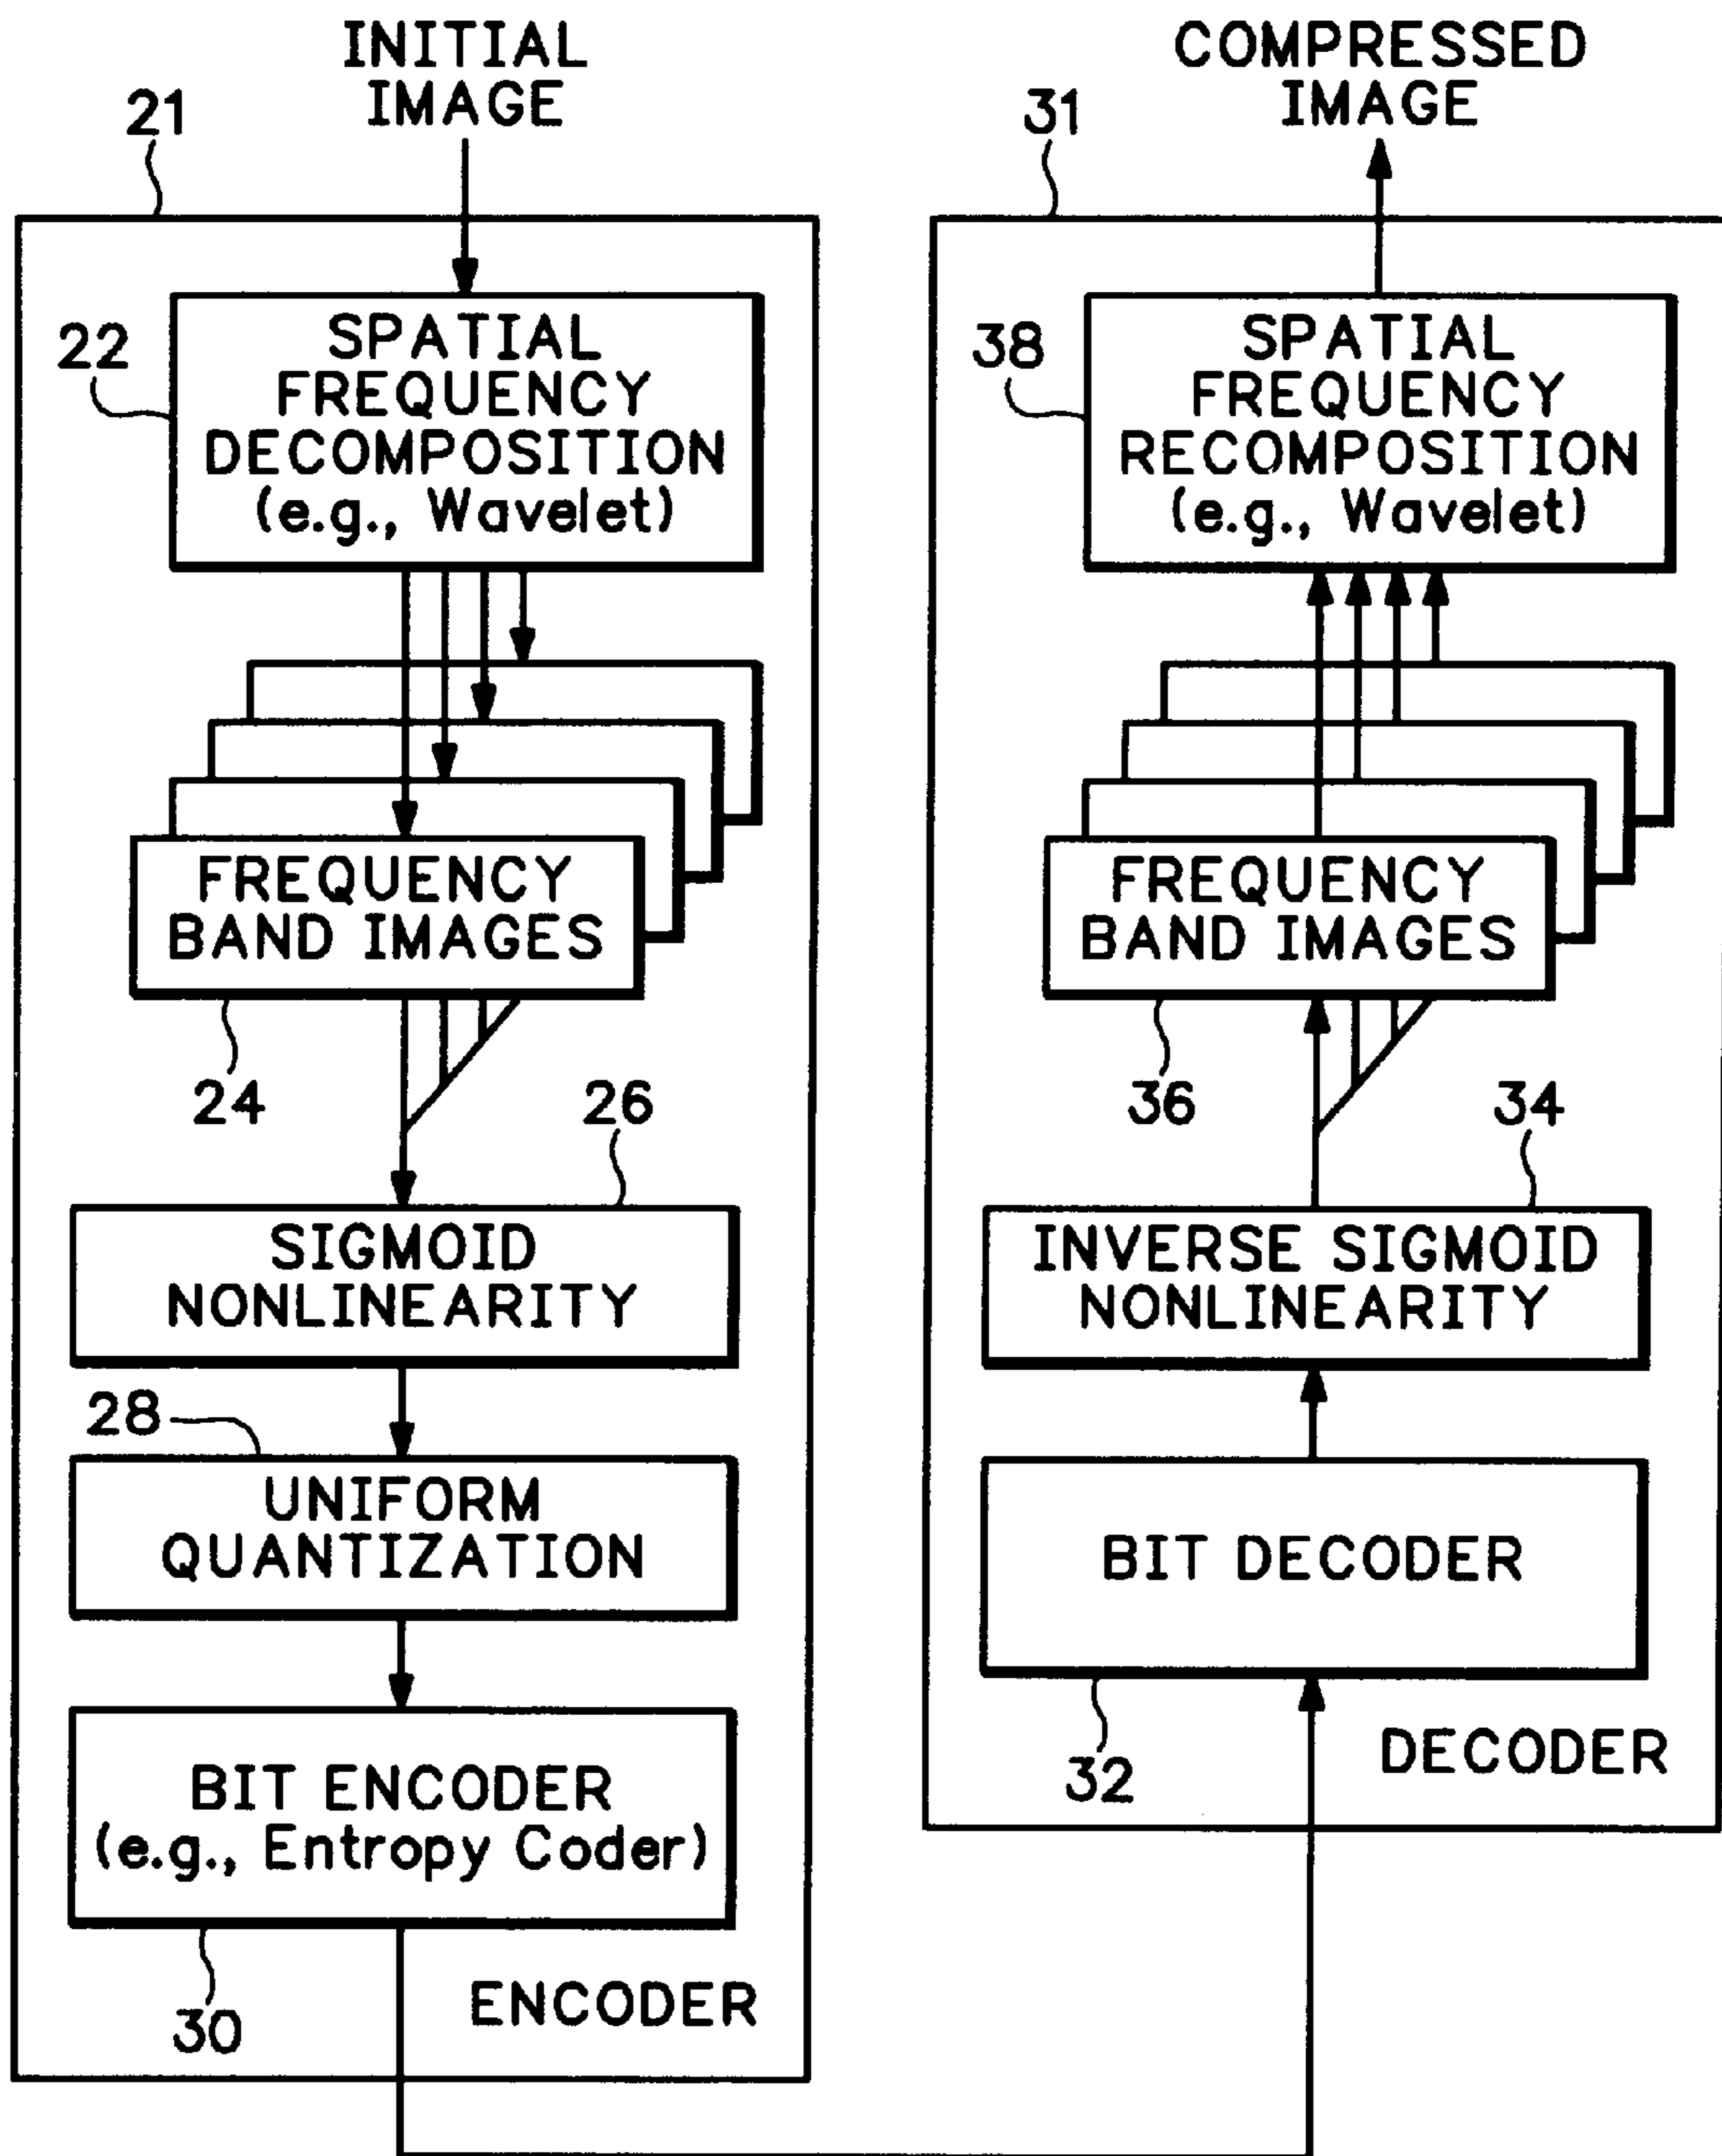 INITIAL
IMAGE
21
22
SPATIAL
FREQUENCY
DECOMPOSITION
(e.g., Wavelet)
FREQUENCY
BAND IMAGES
24
26
SIGMOID
NONLINEARITY
28
UNIFORM
QUANTIZATION
BIT ENCODER
(e.g., Entropy Coder)
30
ENCODER
COMPRESSED
IMAGE
31
38
SPATIAL
FREQUENCY
RECOMPOSITION
(e.g., Wavelet)
FREQUENCY
BAND IMAGES
36
34
INVERSE SIGMOID
NONLINEARITY
BIT DECODER
32
DECODER